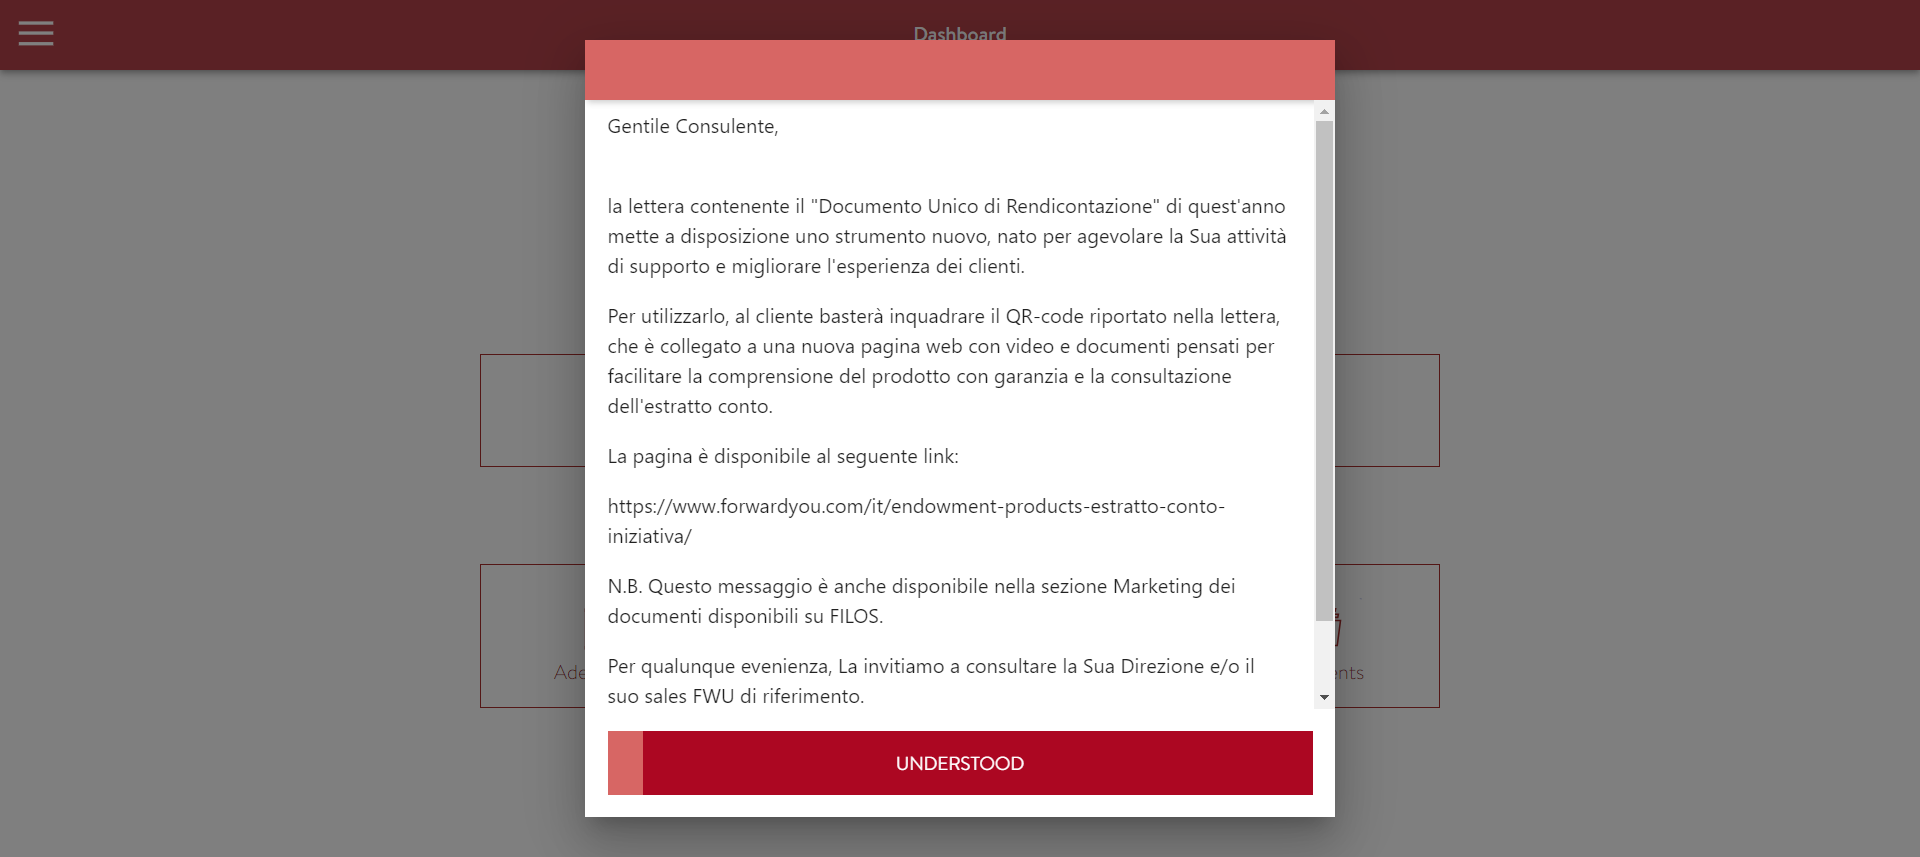 Dashboard
Gentile Consulente,
la lettera contenente il "Documento Unico di Rendicontazione" di quest'anno
mette a disposizione uno strumento nuovo, nato per agevolare la Sua attività
di supporto e migliorare l'esperienza dei clienti.
Per utilizzarlo, al cliente basterà inquadrare il QR-code riportato nella lettera,
che è collegato a una nuova pagina web con video e documenti pensati per
facilitare la comprensione del prodotto con garanzia e la consultazione
dell'estratto conto.
La pagina è disponibile al seguente link:
https://www.forwardyou.com/it/endowment-products-estratto-conto-
iniziativa/
N.B. Questo messaggio è anche disponibile nella sezione Marketing dei
documenti disponibili su FILOS.
Per qualunque evenienza, La invitiamo a consultare la Sua Direzione e/o il
suo sales FWU di riferimento.
UNDERSTOOD